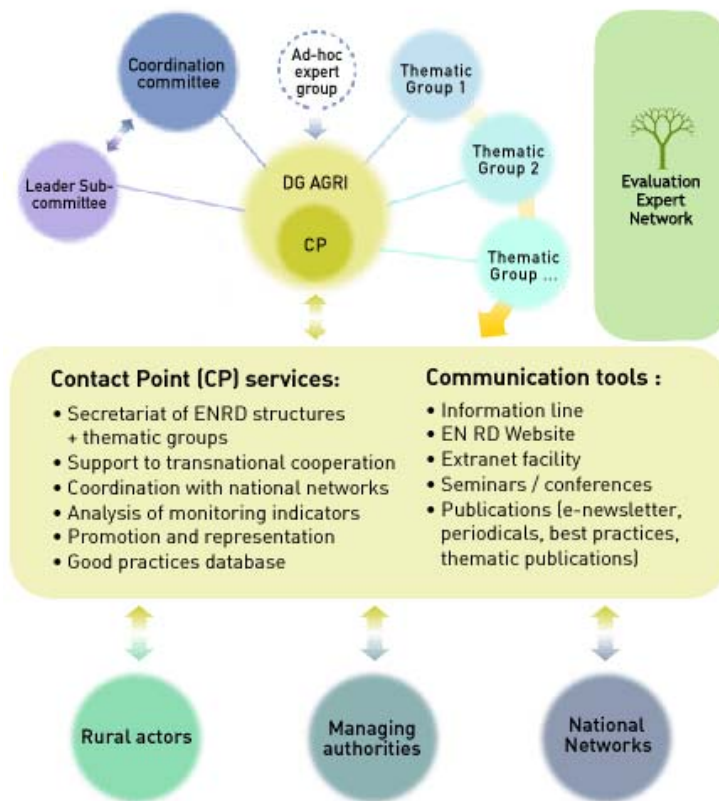 Coordination
committee
Ad-hoc
expert
group
Thematic
Group 1
Leader Sub-
committee
DG AGRI
CP
Thematic
Group 2
Thematic
Group ...
Evaluation
Expert
Network
Contact Point (CP) services:
• Secretariat of ENRD structures
+ thematic groups
• Support to transnational cooperation
• Coordination with national networks
• Analysis of monitoring indicators
• Promotion and representation
• Good practices database
Communication tools :
• Information line
• EN RD Website
• Extranet facility
• Seminars / conferences
• Publications (e-newsletter,
periodicals, best practices,
thematic publications)
Rural actors
Managing
authorities
National
Networks